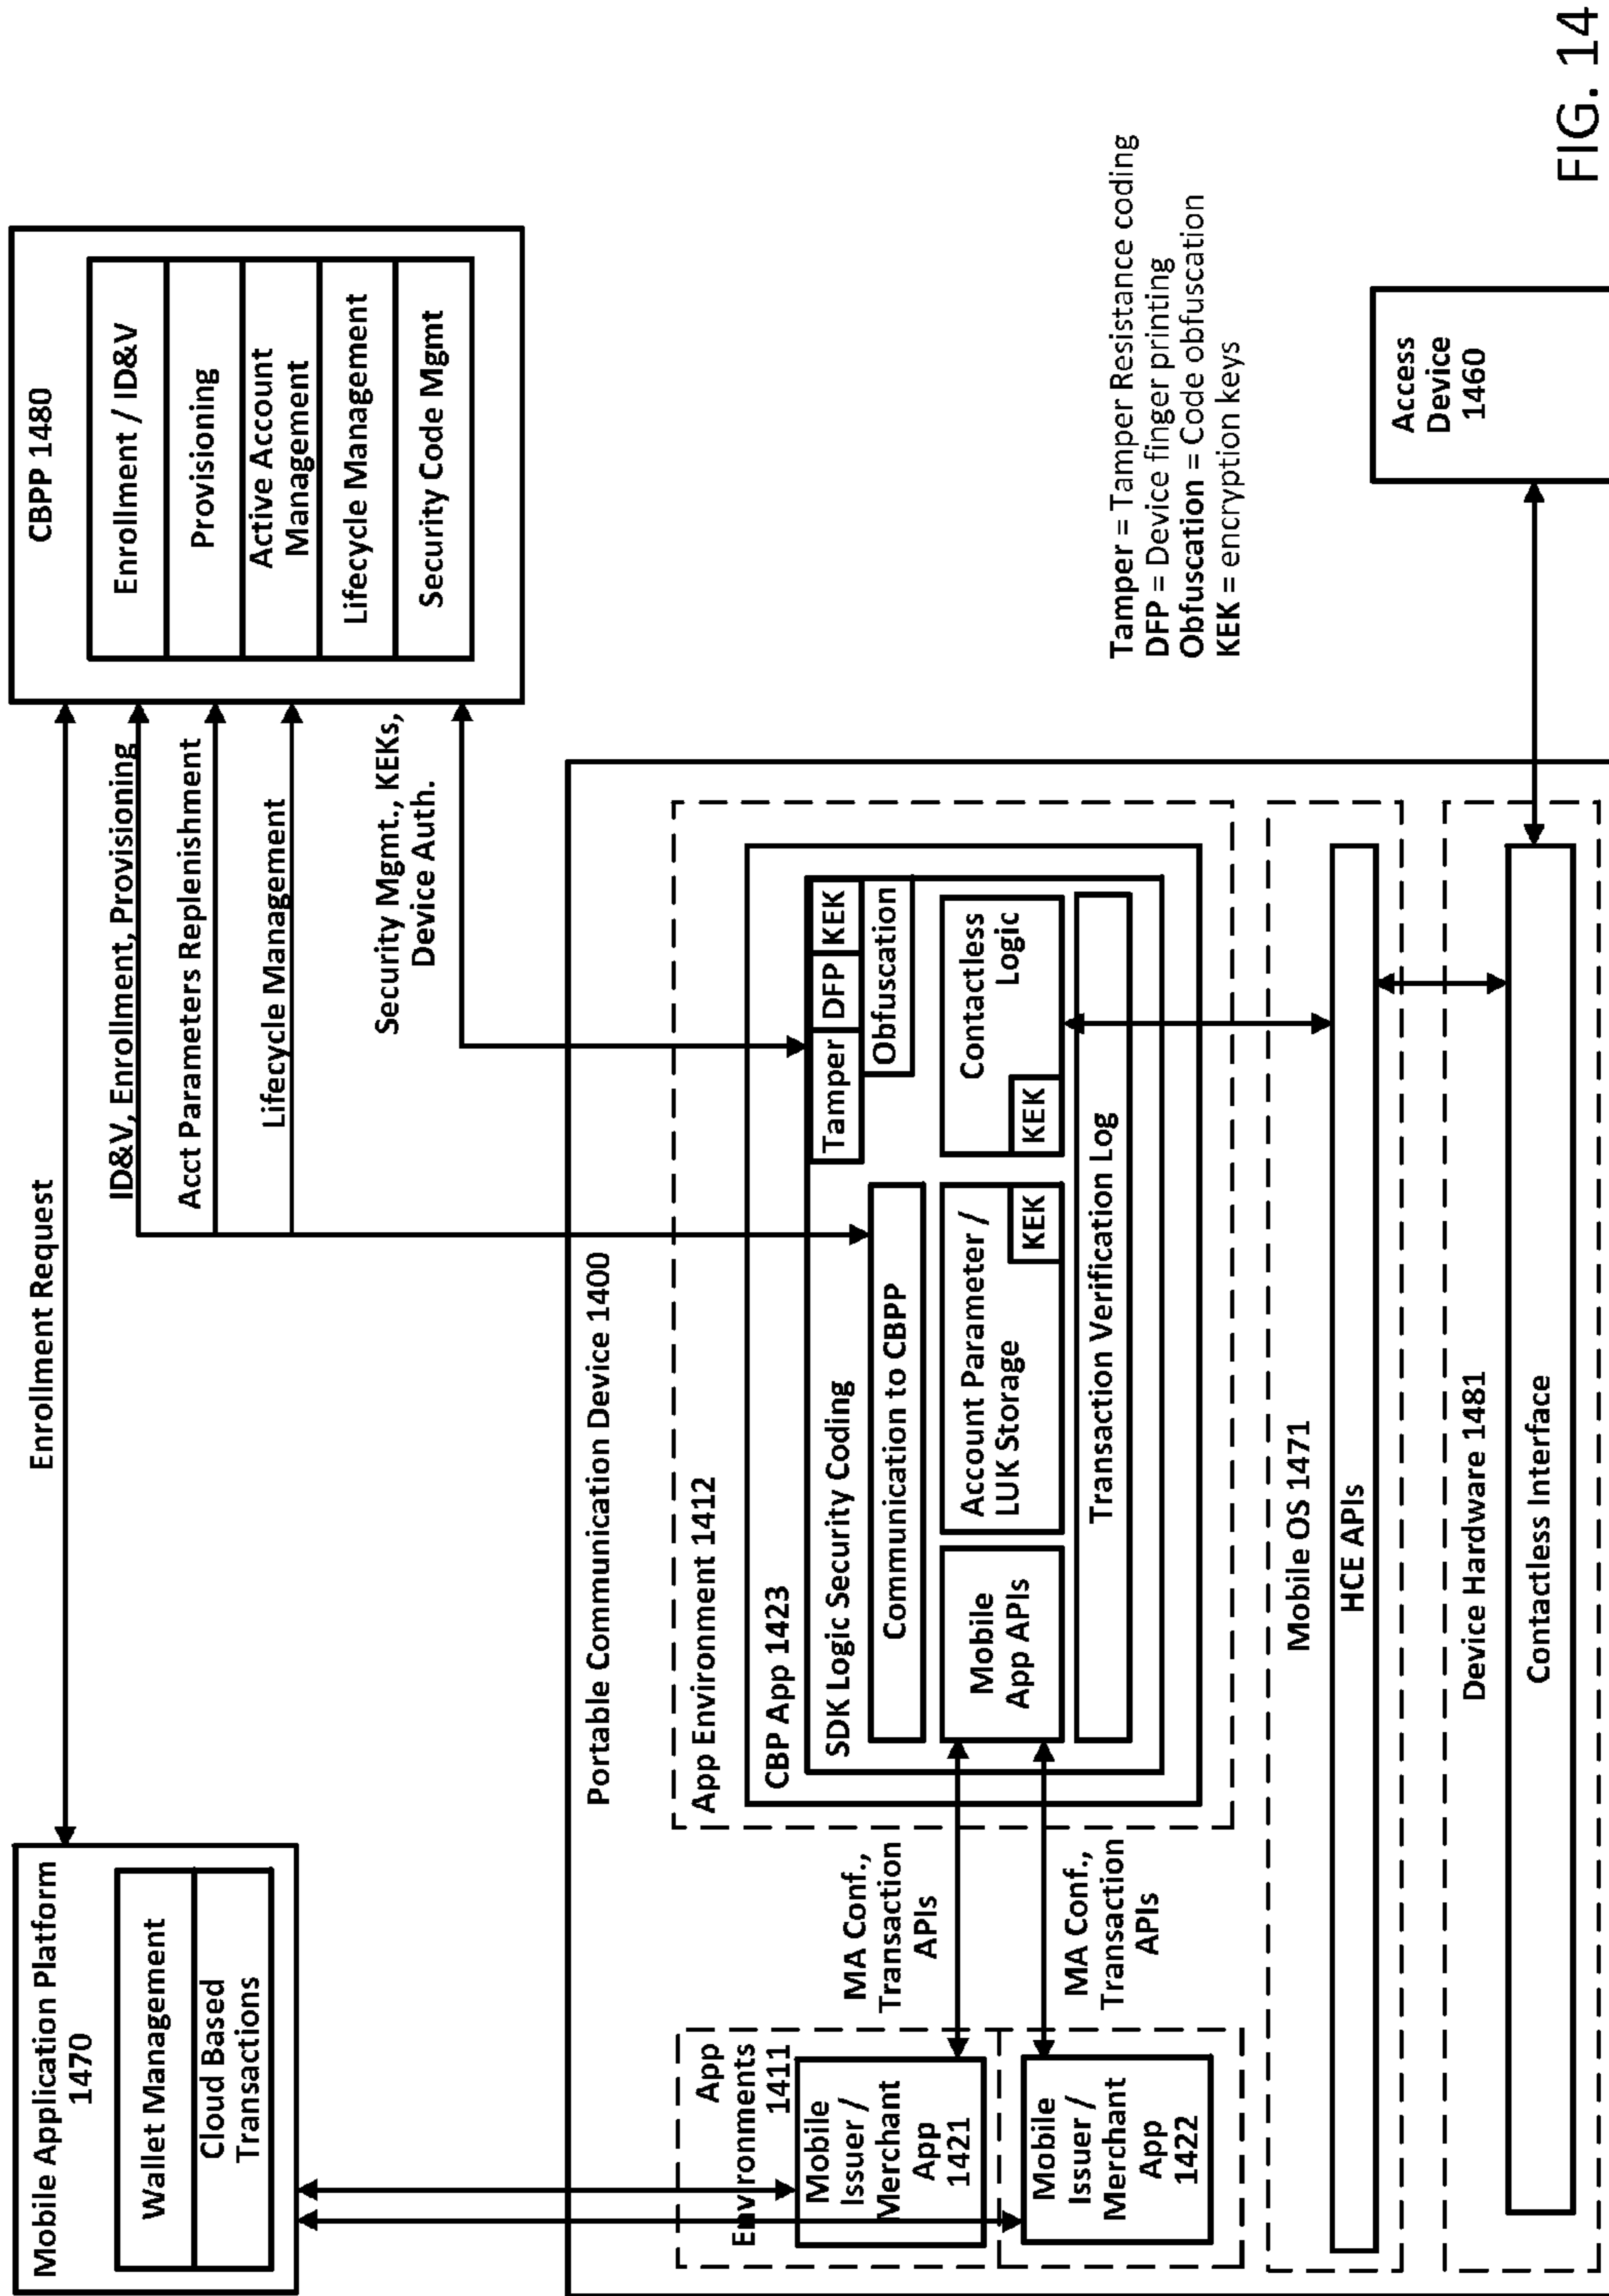 Mobile Application Platform
1470
Wallet Management
Cloud Based
Transactions
Enrollment Request
CBPP 1480
Enrollment / ID&V
Provisioning
Active Account
Management
Lifecycle Management
Security Code Mgmt
ID&V, Enrollment, Provisioning
Acct Parameters Replenishment
Lifecycle Management
Security Mgmt., KEKs,
Device Auth.
Portable Communication Device 1400
App
Environments
1411
Mobile
Issuer /
Merchant
App
1421
Mobile
Issuer /
Merchant
App
1422
MA Conf.,
Transaction
APIs
MA Conf.,
Transaction
APIs
App Environment 1412
CBP App 1423
SDK Logic Security Coding
Tamper
DFP
KEK
Obfuscation
Communication to CBPP
Mobile
App APIs
Account Parameter /
LUK Storage
KEK
Contactless
Logic
KEK
Transaction Verification Log
Mobile OS 1471
HCE APIs
Device Hardware 1481
Contactless Interface
Tamper = Tamper Resistance coding
DFP = Device finger printing
Obfuscation = Code obfuscation
KEK = encryption keys
Access
Device
1460
FIG. 14